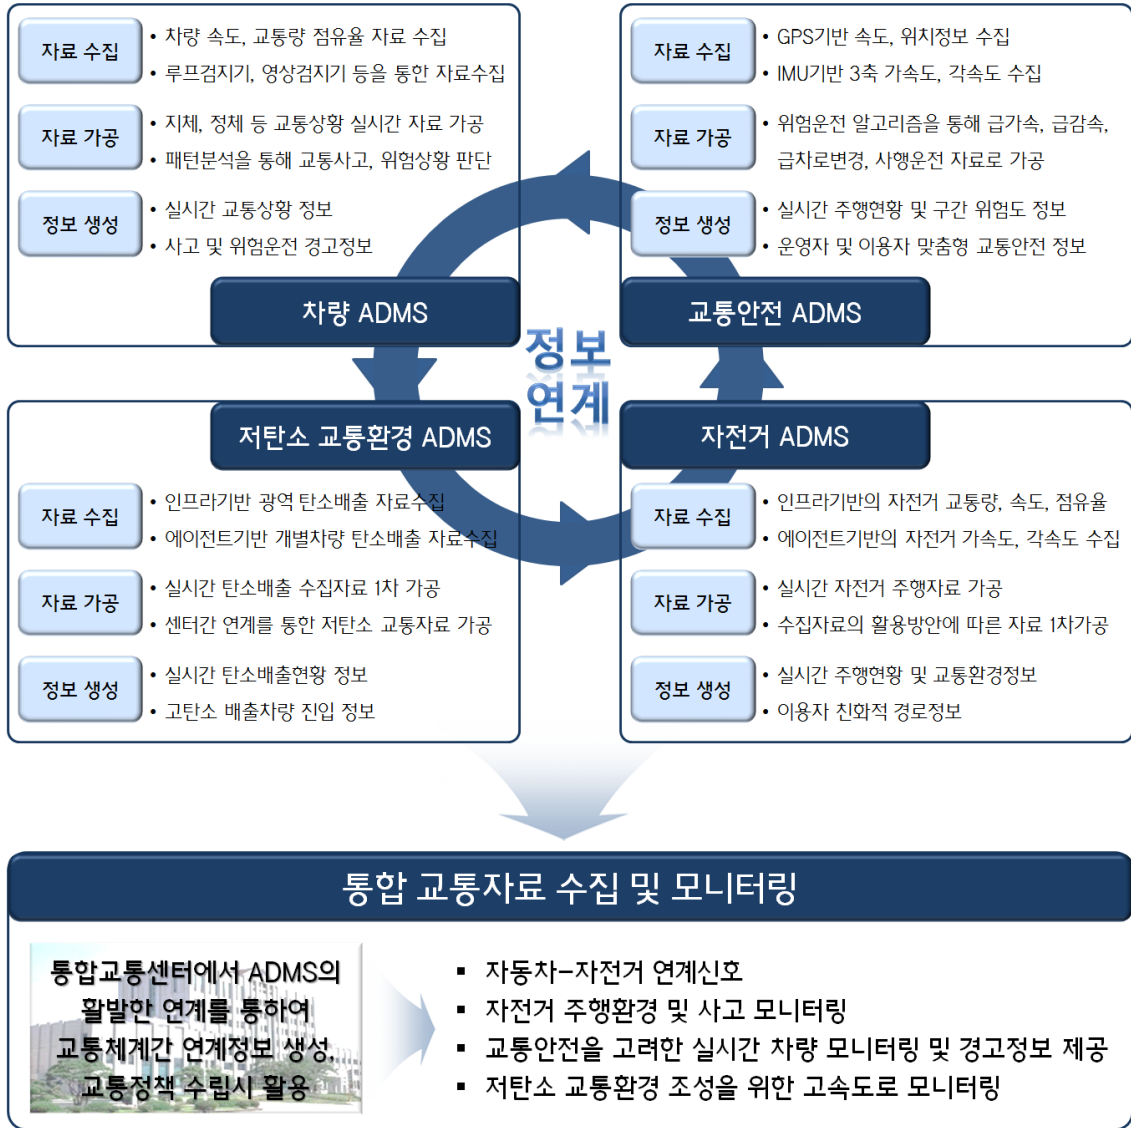 자료 수집
• 차량 속도, 교통량 점유율 자료 수집
• 루프검지기, 영상검지기 등을 통한 자료수집
자료 가공
• 지체, 정체 등 교통상황 실시간 자료 가공
• 패턴분석을 통해 교통사고, 위험상황 판단
정보 생성
• 실시간 교통상황 정보
• 사고 및 위험운전 경고정보
차량 ADMS
자료 수집
• GPS기반 속도, 위치정보 수집
• IMU기반 3축 가속도, 각속도 수집
자료 가공
• 위험운전 알고리즘을 통해 급가속, 급감속,
급차로변경, 사행운전 자료로 가공
정보 생성
• 실시간 주행현황 및 구간 위험도 정보
• 운영자 및 이용자 맞춤형 교통안전 정보
교통안전 ADMS
정보
연계
저탄소 교통환경 ADMS
자료 수집
• 인프라기반 광역 탄소배출 자료수집
• 에이전트기반 개별차량 탄소배출 자료수집
자료 가공
• 실시간 탄소배출 수집자료 1차 가공
• 센터간 연계를 통한 저탄소 교통자료 가공
정보 생성
• 실시간 탄소배출현황 정보
• 고탄소 배출차량 진입 정보
자전거 ADMS
자료 수집
• 인프라기반의 자전거 교통량, 속도, 점유율
• 에이전트기반의 자전거 가속도, 각속도 수집
자료 가공
• 실시간 자전거 주행자료 가공
• 수집자료의 활용방안에 따른 자료 1차가공
정보 생성
• 실시간 주행현황 및 교통환경정보
• 이용자 친화적 경로정보
통합 교통자료 수집 및 모니터링
통합교통센터에서 ADMS의
활발한 연계를 통하여
교통체계간 연계정보 생성,
교통정책 수립시 활용
▪ 자동차-자전거 연계신호
▪ 자전거 주행환경 및 사고 모니터링
▪ 교통안전을 고려한 실시간 차량 모니터링 및 경고정보 제공
▪ 저탄소 교통환경 조성을 위한 고속도로 모니터링